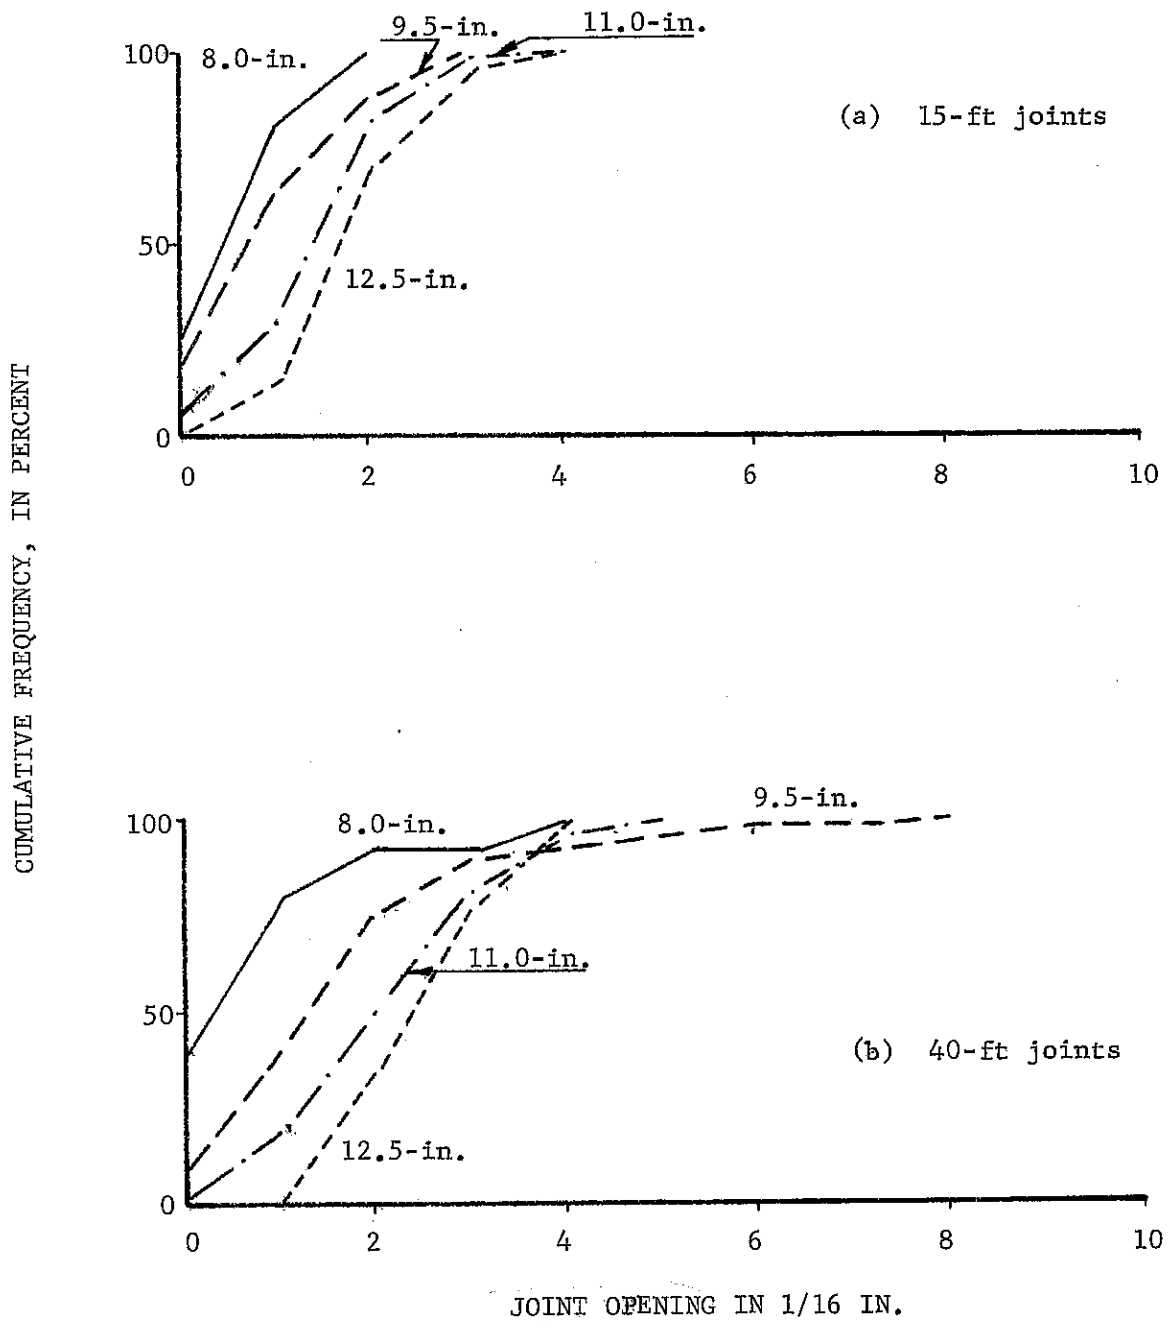 9.5-in.
11.0-in.
100
8.0-in.
(a) 15-ft joints
50
12.5-in.
0
0 2 4 6 8 10
CUMULATIVE FREQUENCY, IN PERCENT
9.5-in.
100
8.0-in.
11.0-in.
50
(b) 40-ft joints
12.5-in.
0
0 2 4 6 8 10
JOINT OPENING IN 1/16 IN.